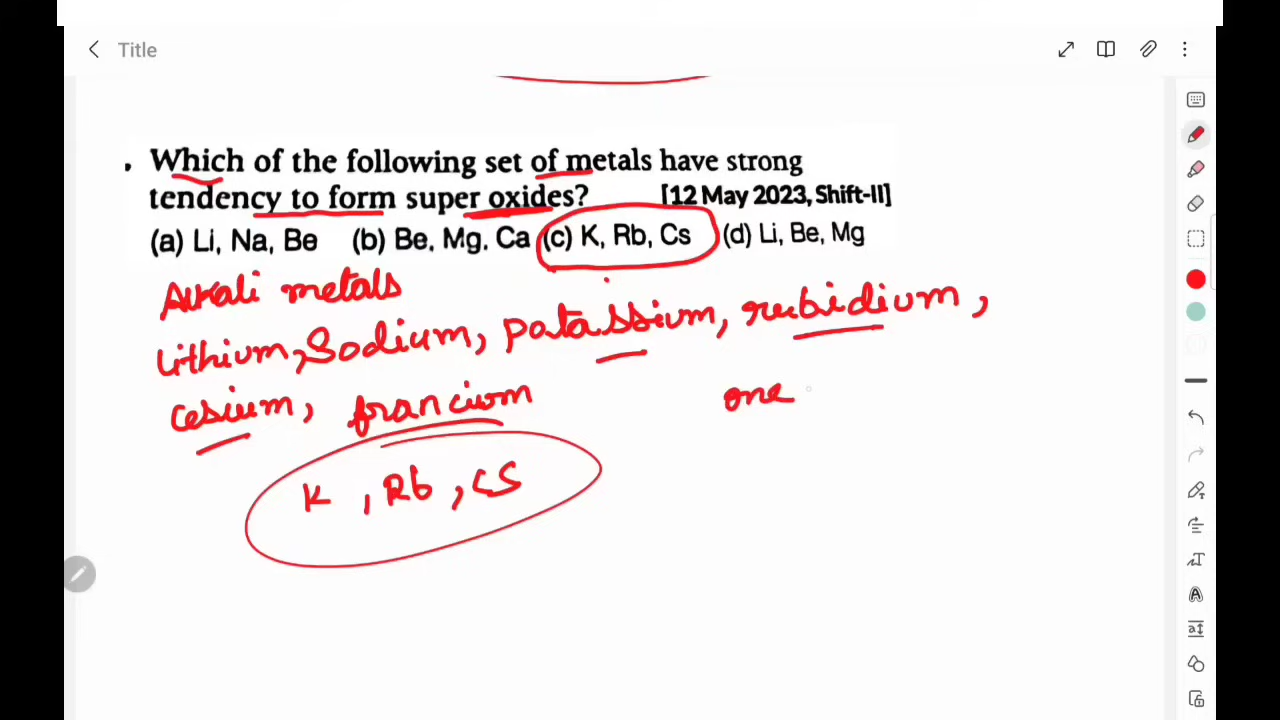 Title
. Which of the following set of metals have strong
tendency to form super oxides? [12 May 2023, Shift-II]
(a) Li, Na, Be (b) Be, Mg, Ca (c) K, Rb, Cs (d) Li, Be, Mg
Alkali metals
Lithium, Sodium, patassium, rubidium,
cesium, francium
one
K, Rb, CS